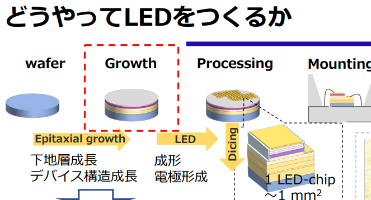 どうやってLEDをつくるか
wafer
Growth
Processing
Mounting
Epitaxial growth
LED
Dicing
下地層成長
デバイス構造成長
成形
電極形成
1 LED-chip
～1 mm²